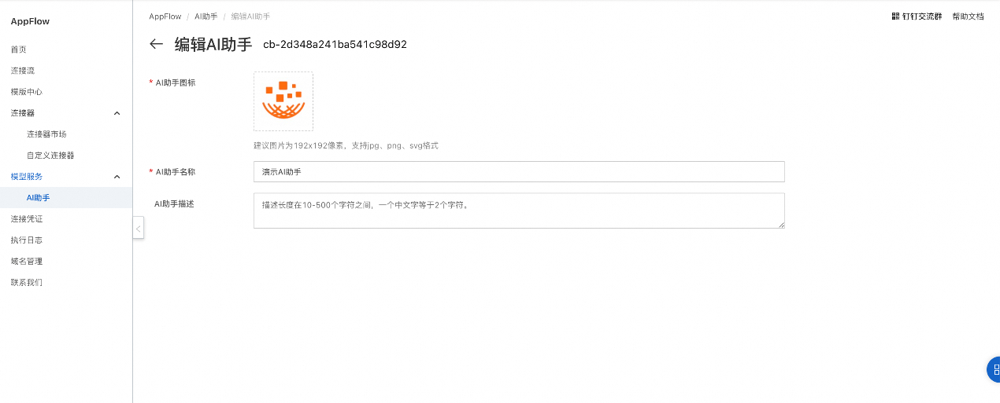 AppFlow
首页
连接流
模版中心
连接器
连接器市场
自定义连接器
模型服务
AI助手
连接凭证
执行日志
域名管理
联系我们
AppFlow / AI助手 / 编辑AI助手
钉钉交流群 帮助文档
编辑AI助手 cb-2d348a241ba541c98d92
* AI助手图标
建议图片为192x192像素，支持jpg、png、svg格式
* AI助手名称 演示AI助手
AI助手描述 描述长度在10-500个字符之间，一个中文字等于2个字符。